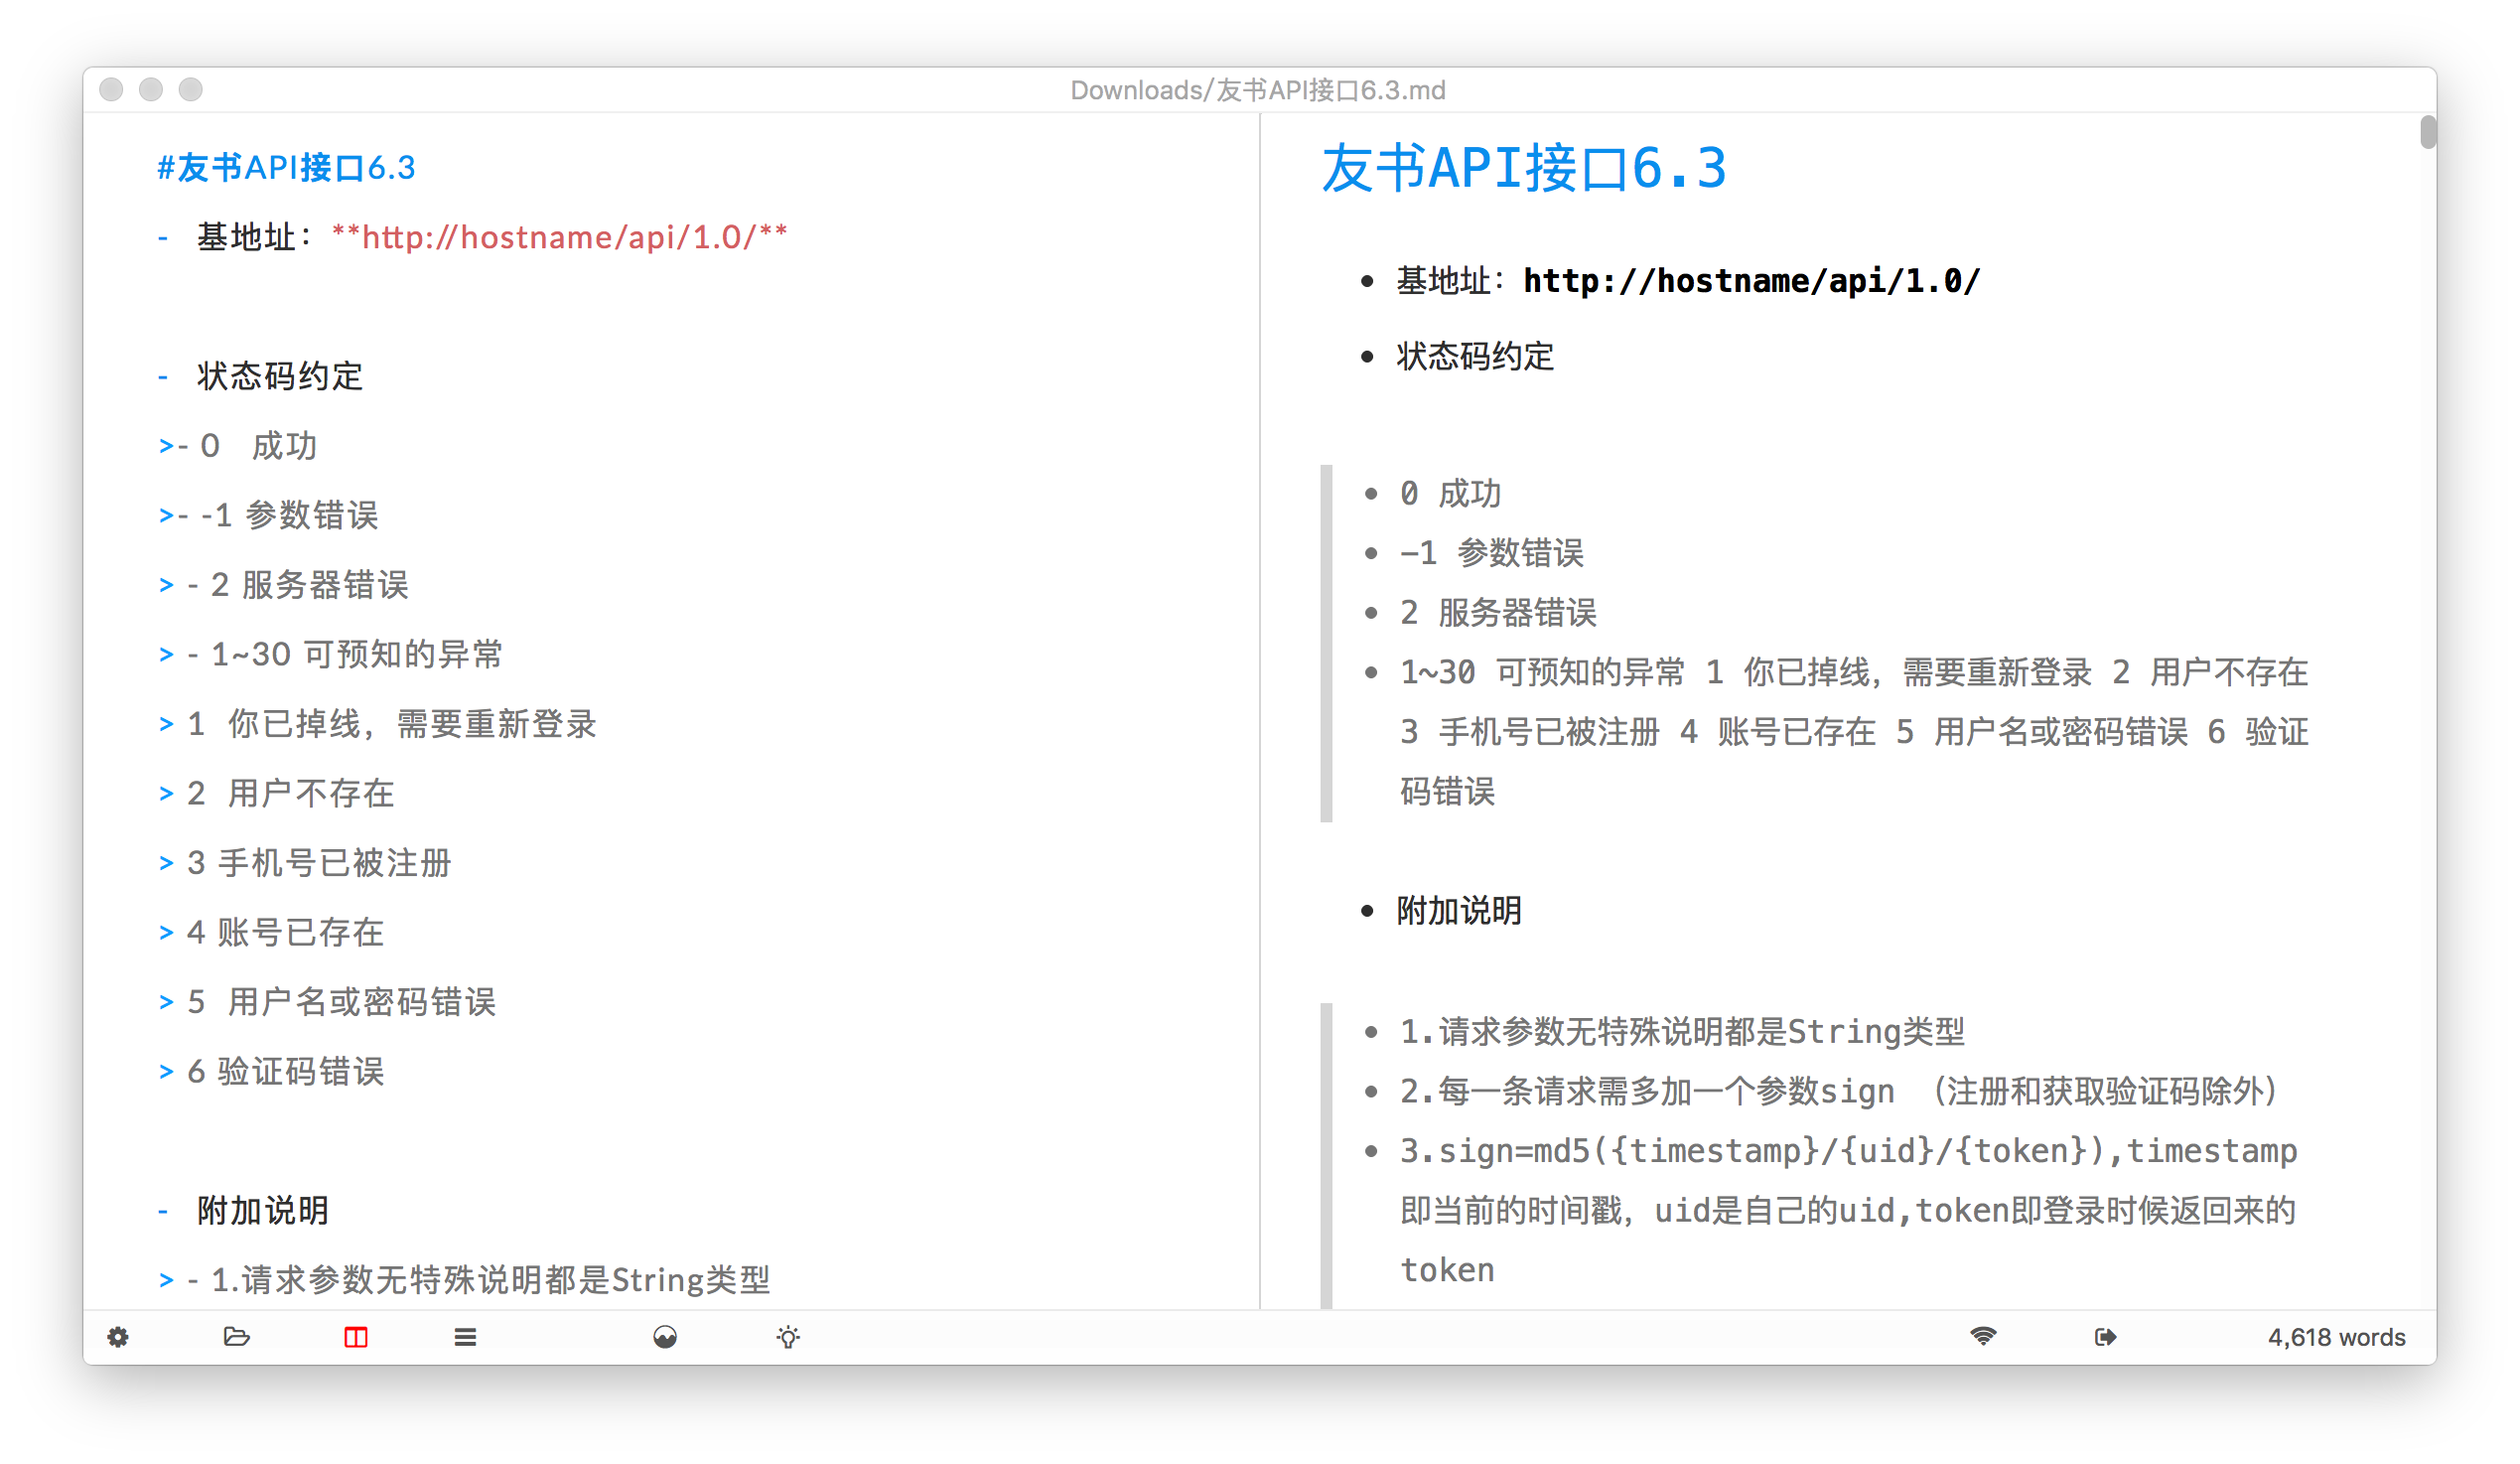 Downloads/友书API接口6.3.md
#友书API接口6.3
- 基地址：**http://hostname/api/1.0/**
- 状态码约定
>- 0 成功
>- -1 参数错误
> - 2 服务器错误
> - 1~30 可预知的异常
> 1 你已掉线，需要重新登录
> 2 用户不存在
> 3 手机号已被注册
> 4 账号已存在
> 5 用户名或密码错误
> 6 验证码错误
- 附加说明
> - 1.请求参数无特殊说明都是String类型
友书API接口6.3
• 基地址：http://hostname/api/1.0/
• 状态码约定
• 0 成功
• -1 参数错误
• 2 服务器错误
• 1~30 可预知的异常 1 你已掉线，需要重新登录 2 用户不存在
3 手机号已被注册 4 账号已存在 5 用户名或密码错误 6 验证
码错误
• 附加说明
• 1.请求参数无特殊说明都是String类型
• 2.每一条请求需多加一个参数sign （注册和获取验证码除外）
• 3.sign=md5({timestamp}/{uid}/{token}),timestamp
即当前的时间戳，uid是自己的uid,token即登录时候返回来的
token
4,618 words